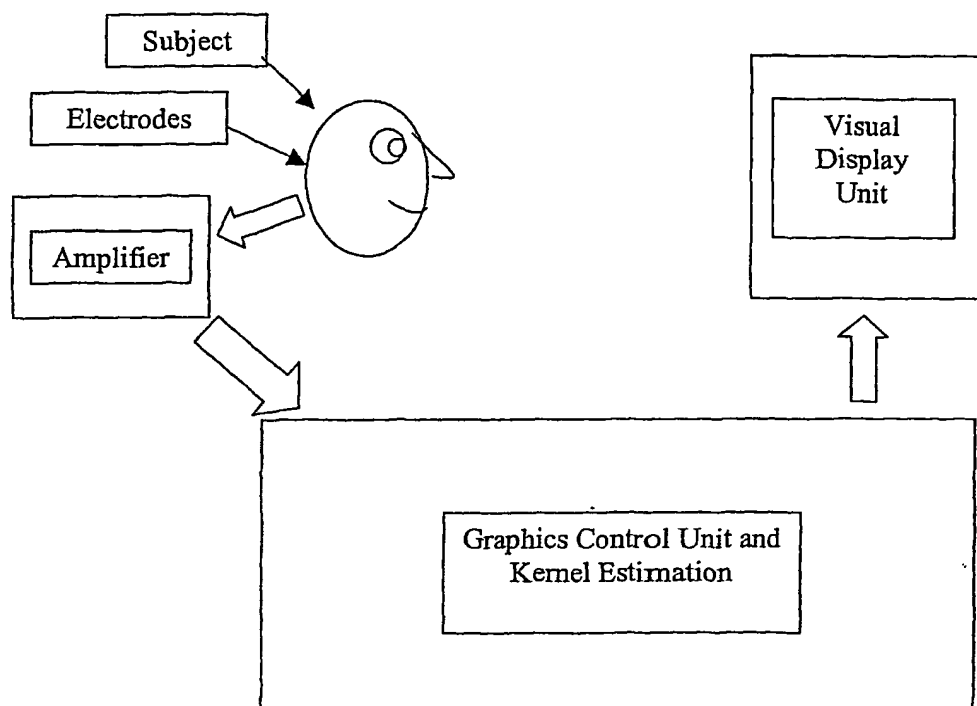 Subject
Electrodes
Amplifier
Visual
Display
Unit
Graphics Control Unit and
Kernel Estimation